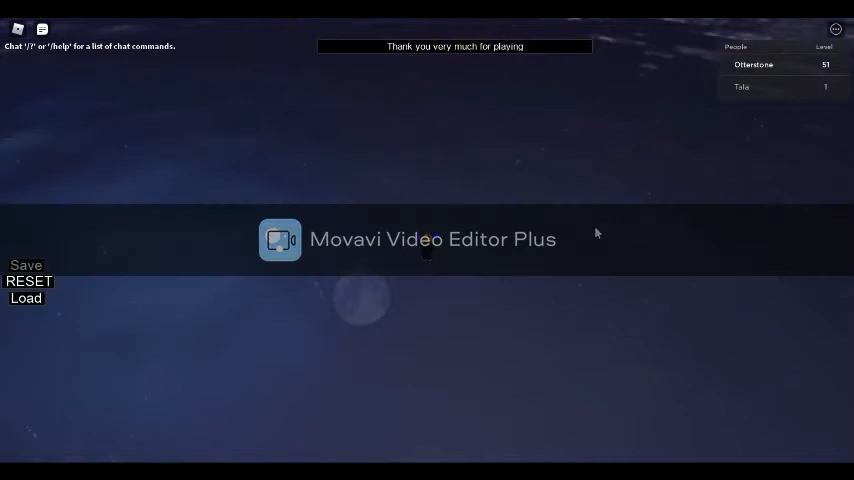 Chat '/?' or '/help' for a list of chat commands.
Thank you very much for playing
People Level
Otterstone 51
Tala 1
Movavi Video Editor Plus
Save
RESET
Load